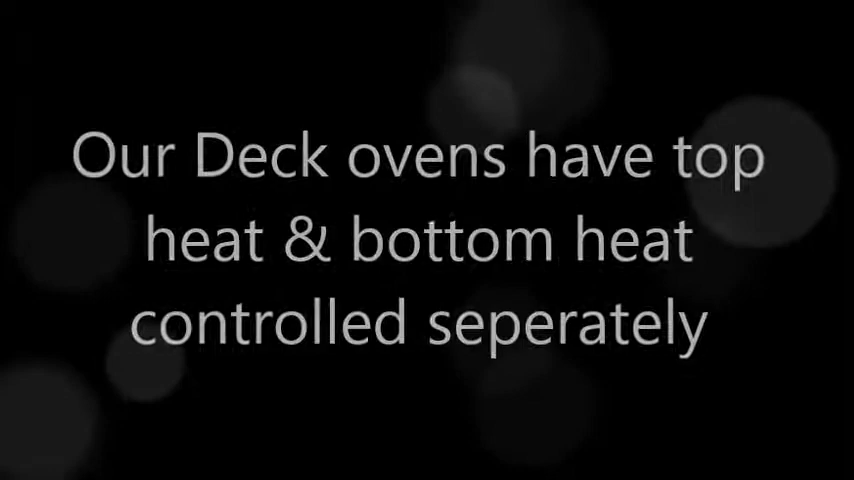 Our Deck ovens have top
heat & bottom heat
controlled seperately